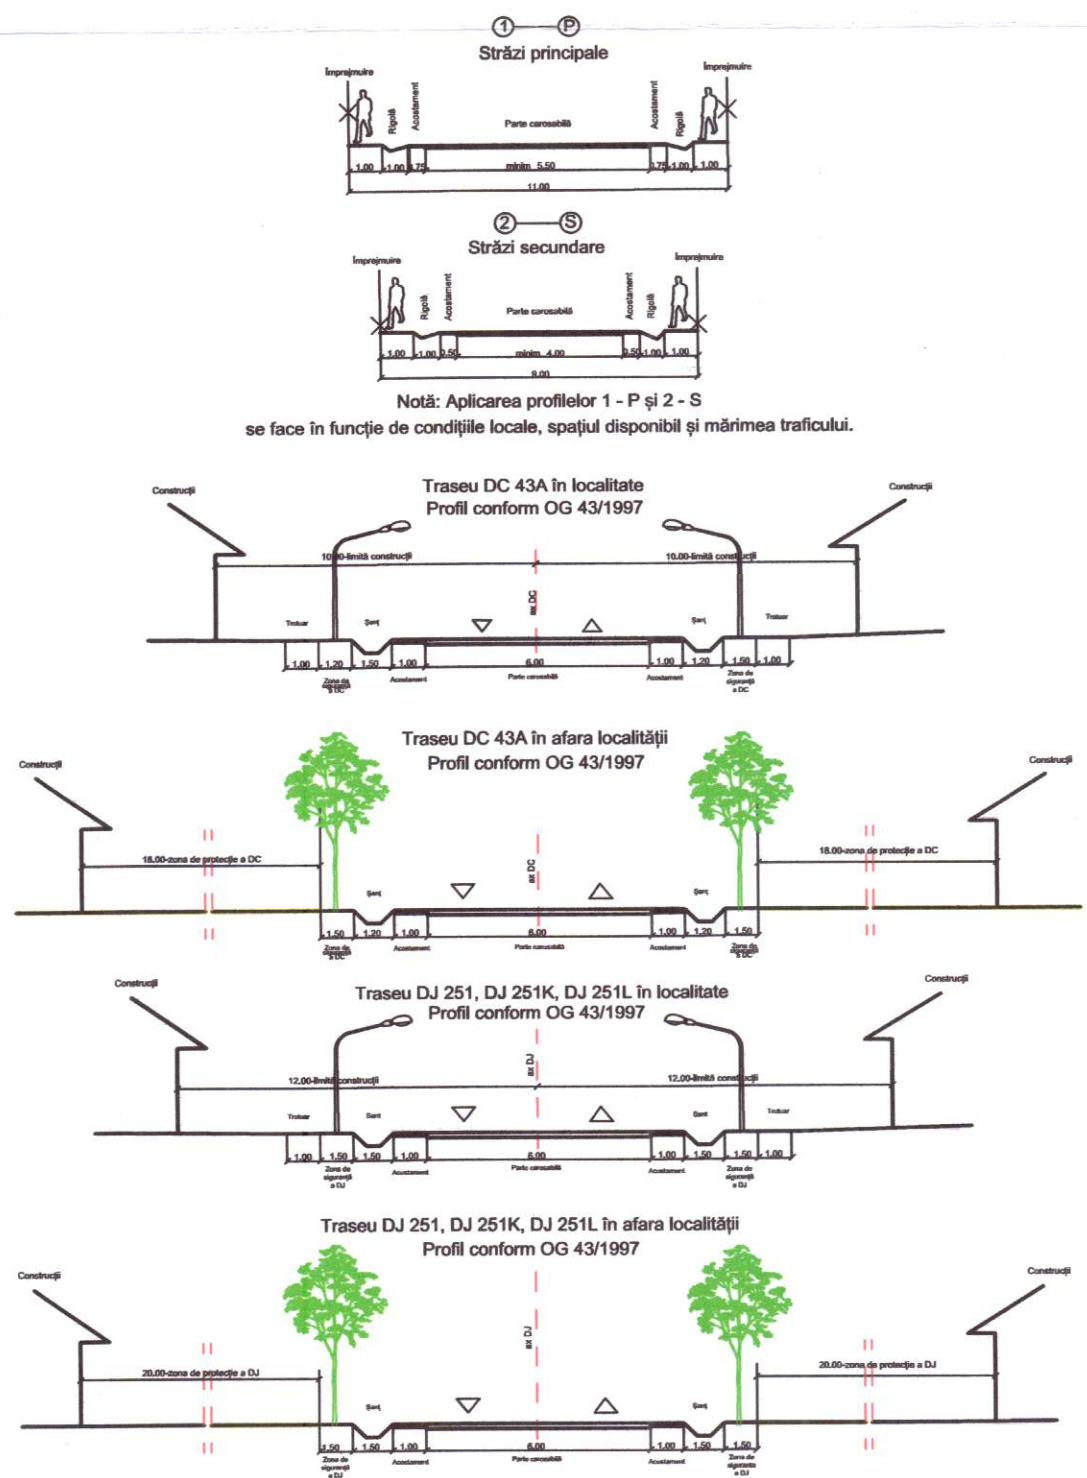 1 P
Străzi principale
Împrejmuire Împrejmuire
Rigolă Acostament Parte carosabilă Acostament Rigolă
1.00 1.00 0.75 minim 5.50 0.75 1.00 1.00
11.00
2 S
Străzi secundare
Împrejmuire Împrejmuire
Rigolă Acostament Parte carosabilă Acostament Rigolă
1.00 1.00 0.50 minim 4.00 0.50 1.00 1.00
9.00
Notă: Aplicarea profilelor 1 - P și 2 - S
se face în funcție de condițiile locale, spațiul disponibil și mărimea traficului.
Traseu DC 43A în localitate
Profil conform OG 43/1997
Construcții Construcții
10.00-limită construcții 10.00-limită construcții
ax DC
Trotuar Șanț Șanț Trotuar
1.00 1.20 1.50 1.00 6.00 1.00 1.20 1.50 1.00
Zona de siguranță a DC Acostament Parte carosabilă Acostament Zona de siguranță a DC
Traseu DC 43A în afara localității
Profil conform OG 43/1997
Construcții Construcții
18.00-zona de protecție a DC 18.00-zona de protecție a DC
ax DC
Șanț Șanț
1.50 1.20 1.00 6.00 1.00 1.20 1.50
Zona de siguranță a DC Acostament Parte carosabilă Acostament Zona de siguranță a DC
Traseu DJ 251, DJ 251K, DJ 251L în localitate
Profil conform OG 43/1997
Construcții Construcții
12.00-limită construcții 12.00-limită construcții
ax DJ
Trotuar Sant Sant Trotuar
1.00 1.50 1.50 1.00 6.00 1.00 1.50 1.50 1.00
Zona de siguranță a DJ Acostament Parte carosabilă Acostament Zona de siguranță a DJ
Traseu DJ 251, DJ 251K, DJ 251L în afara localității
Profil conform OG 43/1997
Construcții Construcții
20.00-zona de protecție a DJ 20.00-zona de protecție a DJ
ax DJ
Șanț Șanț
1.50 1.50 1.00 6.00 1.00 1.50 1.50
Zona de siguranță a DJ Acostament Parte carosabilă Acostament Zona de siguranta a DJ